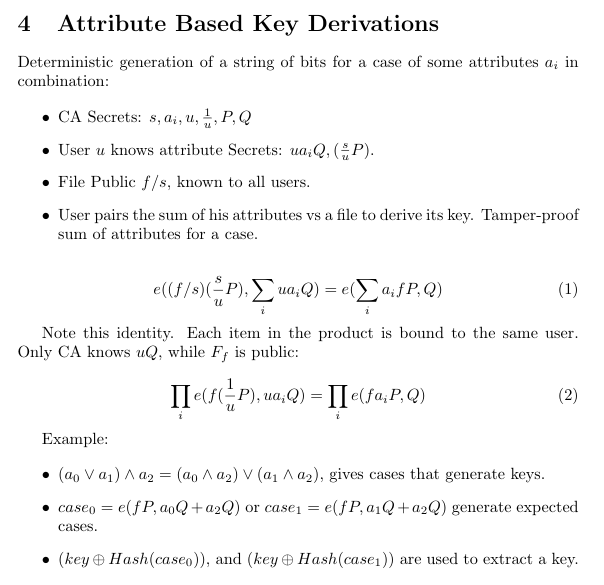 4 Attribute Based Key Derivations
Deterministic generation of a string of bits for a case of some attributes $a_i$ in
combination:
• CA Secrets: $s, a_i, u, \frac{1}{u}, P, Q$
• User $u$ knows attribute Secrets: $ua_iQ, (\frac{s}{u}P)$.
• File Public $f/s$, known to all users.
• User pairs the sum of his attributes vs a file to derive its key. Tamper-proof
sum of attributes for a case.
$e((f/s)(\frac{s}{u}P), \sum_i ua_iQ) = e(\sum_i a_ifP, Q)$ (1)
Note this identity. Each item in the product is bound to the same user.
Only CA knows $uQ$, while $F_f$ is public:
$\prod_i e(f(\frac{1}{u}P), ua_iQ) = \prod_i e(fa_iP, Q)$ (2)
Example:
• $(a_0 \vee a_1) \wedge a_2 = (a_0 \wedge a_2) \vee (a_1 \wedge a_2)$, gives cases that generate keys.
• $case_0 = e(fP, a_0Q + a_2Q)$ or $case_1 = e(fP, a_1Q + a_2Q)$ generate expected
cases.
• $(key \oplus Hash(case_0))$, and $(key \oplus Hash(case_1))$ are used to extract a key.